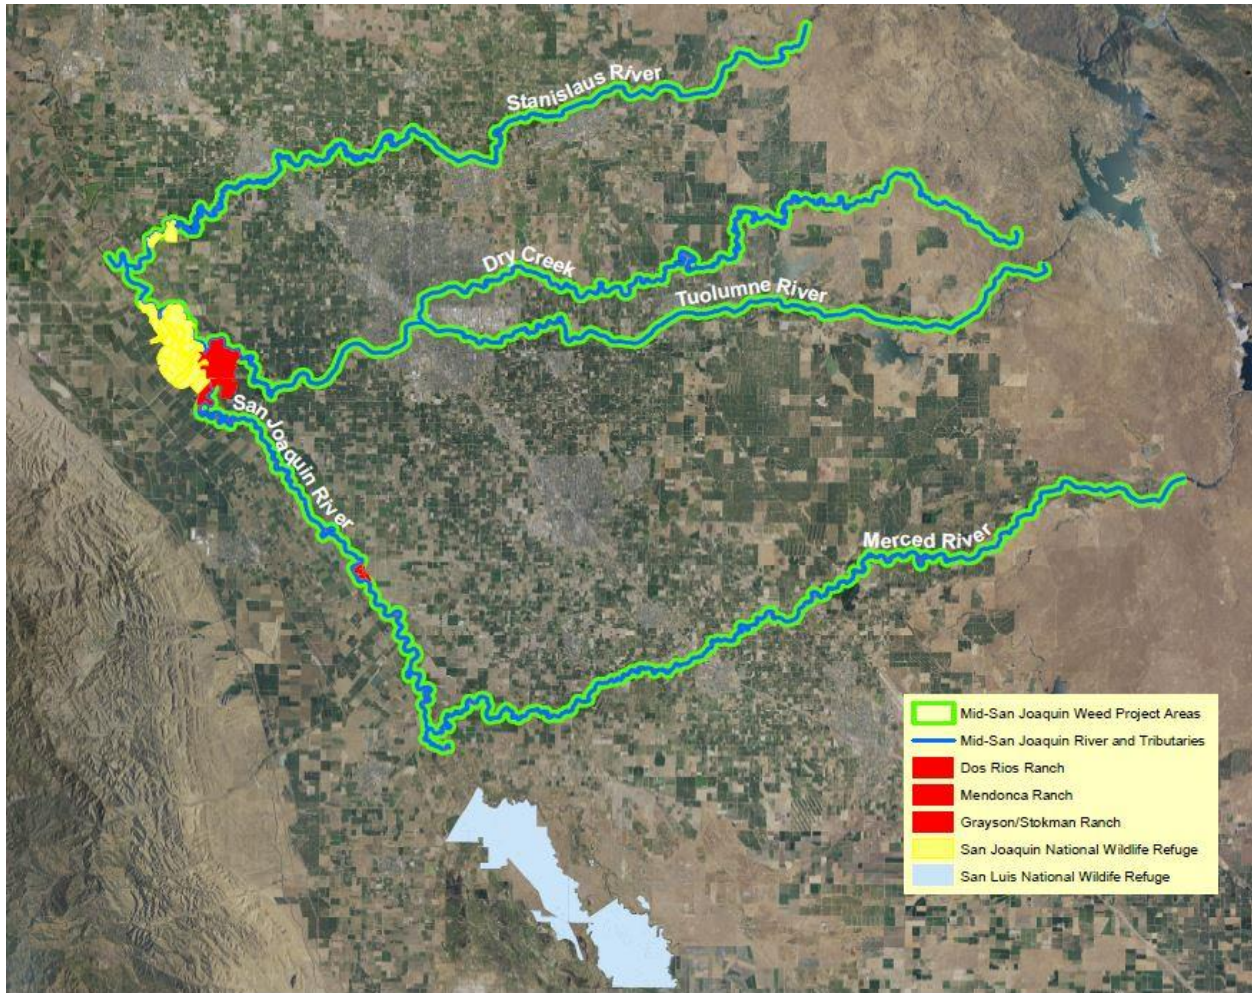 Stanislaus River
Dry Creek
Tuolumne River
San Joaquin River
Merced River
Mid-San Joaquin Weed Project Areas
Mid-San Joaquin River and Tributaries
Dos Rios Ranch
Mendonca Ranch
Grayson/Stokman Ranch
San Joaquin National Wildlife Refuge
San Luis National Wildife Refuge